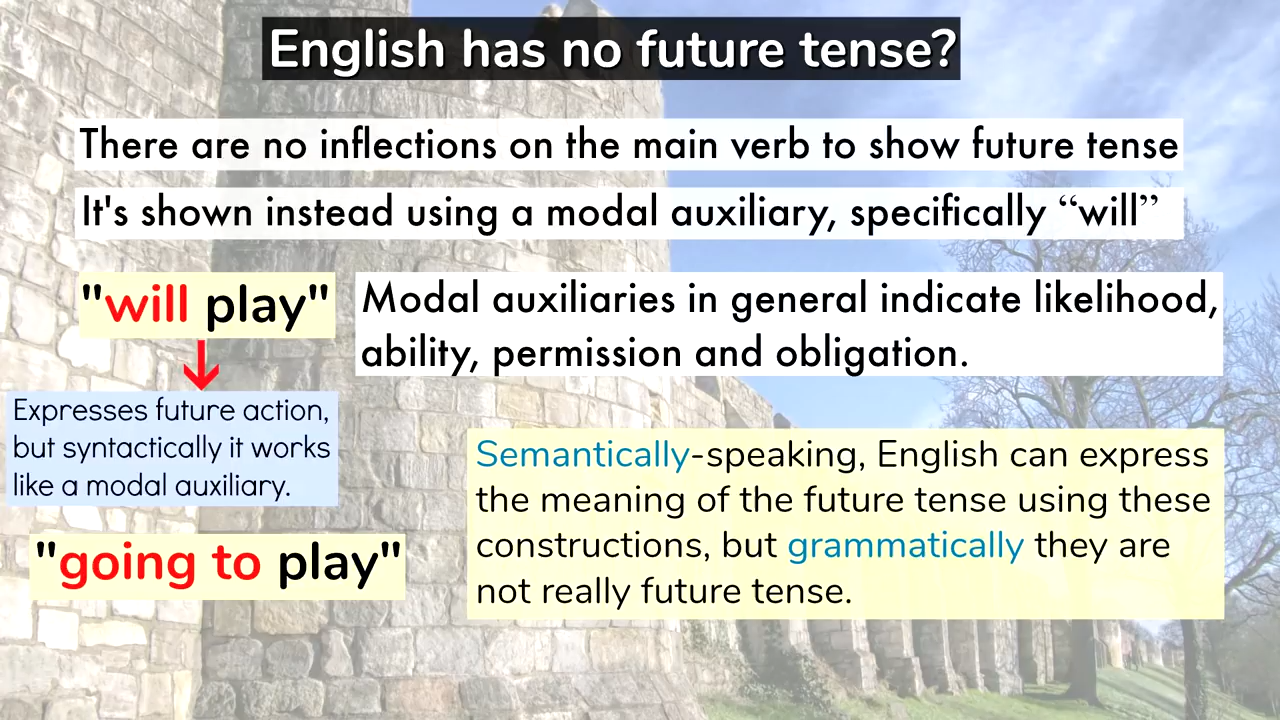 English has no future tense?
There are no inflections on the main verb to show future tense
It's shown instead using a modal auxiliary, specifically “will”
"will play"
Modal auxiliaries in general indicate likelihood,
ability, permission and obligation.
Expresses future action,
but syntactically it works
like a modal auxiliary.
"going to play"
Semantically-speaking, English can express
the meaning of the future tense using these
constructions, but grammatically they are
not really future tense.